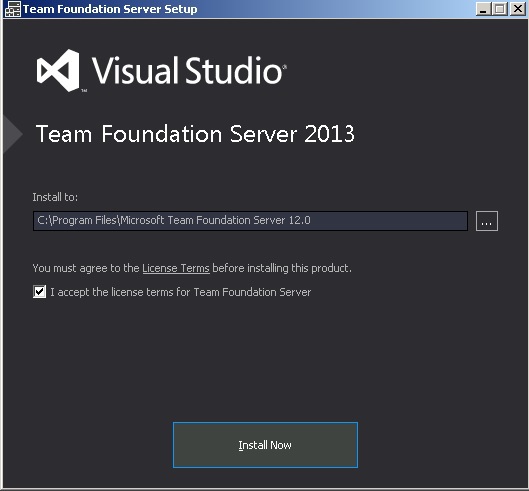 Team Foundation Server Setup
Visual Studio®
™
Team Foundation Server 2013
Install to:
C:\Program Files\Microsoft Team Foundation Server 12.0
...
You must agree to the License Terms before installing this product.
I accept the license terms for Team Foundation Server
Install Now